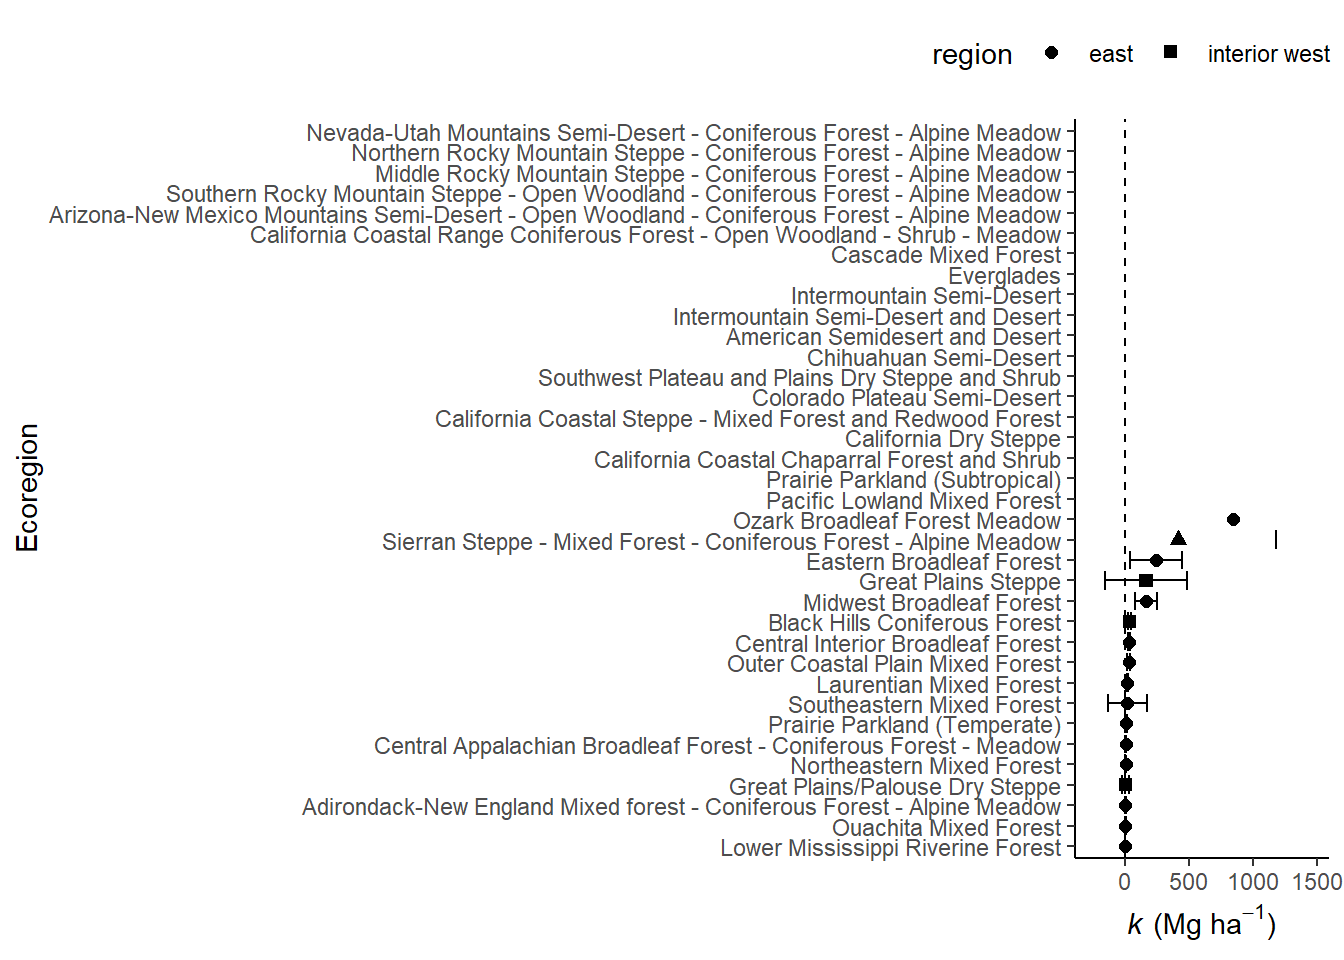 region east interior west
Nevada-Utah Mountains Semi-Desert - Coniferous Forest - Alpine Meadow
Northern Rocky Mountain Steppe - Coniferous Forest - Alpine Meadow
Middle Rocky Mountain Steppe - Coniferous Forest - Alpine Meadow
Southern Rocky Mountain Steppe - Open Woodland - Coniferous Forest - Alpine Meadow
Arizona-New Mexico Mountains Semi-Desert - Open Woodland - Coniferous Forest - Alpine Meadow
California Coastal Range Coniferous Forest - Open Woodland - Shrub - Meadow
Cascade Mixed Forest
Everglades
Intermountain Semi-Desert
Intermountain Semi-Desert and Desert
American Semidesert and Desert
Chihuahuan Semi-Desert
Southwest Plateau and Plains Dry Steppe and Shrub
Colorado Plateau Semi-Desert
California Coastal Steppe - Mixed Forest and Redwood Forest
California Dry Steppe
California Coastal Chaparral Forest and Shrub
Prairie Parkland (Subtropical)
Pacific Lowland Mixed Forest
Ozark Broadleaf Forest Meadow
Sierran Steppe - Mixed Forest - Coniferous Forest - Alpine Meadow
Eastern Broadleaf Forest
Great Plains Steppe
Midwest Broadleaf Forest
Black Hills Coniferous Forest
Central Interior Broadleaf Forest
Outer Coastal Plain Mixed Forest
Laurentian Mixed Forest
Southeastern Mixed Forest
Prairie Parkland (Temperate)
Central Appalachian Broadleaf Forest - Coniferous Forest - Meadow
Northeastern Mixed Forest
Great Plains/Palouse Dry Steppe
Adirondack-New England Mixed forest - Coniferous Forest - Alpine Meadow
Ouachita Mixed Forest
Lower Mississippi Riverine Forest
Ecoregion
0 500 1000 1500
k (Mg ha⁻¹)